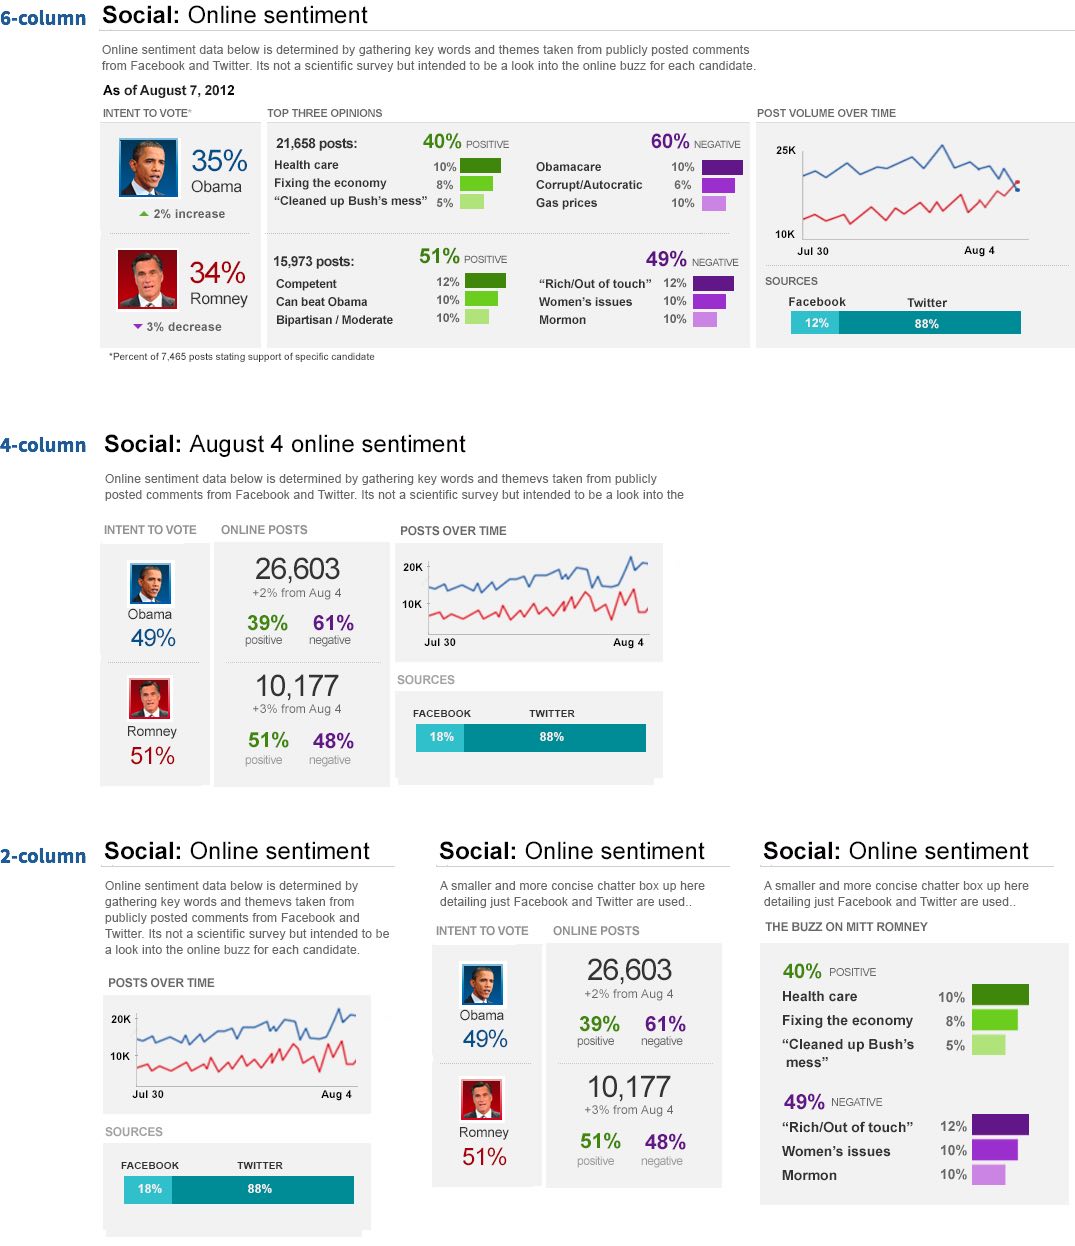 6-column
Social: Online sentiment
Online sentiment data below is determined by gathering key words and themes taken from publicly posted comments
from Facebook and Twitter. Its not a scientific survey but intended to be a look into the online buzz for each candidate.
As of August 7, 2012
INTENT TO VOTE*
35%
Obama
2% increase
34%
Romney
3% decrease
*Percent of 7,465 posts stating support of specific candidate
TOP THREE OPINIONS
21,658 posts:
40% POSITIVE
Health care 10%
Fixing the economy 8%
“Cleaned up Bush’s mess” 5%
60% NEGATIVE
Obamacare 10%
Corrupt/Autocratic 6%
Gas prices 10%
15,973 posts:
51% POSITIVE
Competent 12%
Can beat Obama 10%
Bipartisan / Moderate 10%
49% NEGATIVE
“Rich/Out of touch” 12%
Women’s issues 10%
Mormon 10%
POST VOLUME OVER TIME
25K
10K
Jul 30 Aug 4
SOURCES
Facebook Twitter
12% 88%
4-column
Social: August 4 online sentiment
Online sentiment data below is determined by gathering key words and themevs taken from publicly
posted comments from Facebook and Twitter. Its not a scientific survey but intended to be a look into the
INTENT TO VOTE
Obama
49%
Romney
51%
ONLINE POSTS
26,603
+2% from Aug 4
39% 61%
positive negative
10,177
+3% from Aug 4
51% 48%
positive negative
POSTS OVER TIME
20K
10K
Jul 30 Aug 4
SOURCES
FACEBOOK TWITTER
18% 88%
2-column
Social: Online sentiment
Online sentiment data below is determined by
gathering key words and themevs taken from
publicly posted comments from Facebook and
Twitter. Its not a scientific survey but intended to be
a look into the online buzz for each candidate.
POSTS OVER TIME
20K
10K
Jul 30 Aug 4
SOURCES
FACEBOOK TWITTER
18% 88%
Social: Online sentiment
A smaller and more concise chatter box up here
detailing just Facebook and Twitter are used..
INTENT TO VOTE
Obama
49%
Romney
51%
ONLINE POSTS
26,603
+2% from Aug 4
39% 61%
positive negative
10,177
+3% from Aug 4
51% 48%
positive negative
Social: Online sentiment
A smaller and more concise chatter box up here
detailing just Facebook and Twitter are used..
THE BUZZ ON MITT ROMNEY
40% POSITIVE
Health care 10%
Fixing the economy 8%
“Cleaned up Bush’s 5%
mess”
49% NEGATIVE
“Rich/Out of touch” 12%
Women’s issues 10%
Mormon 10%